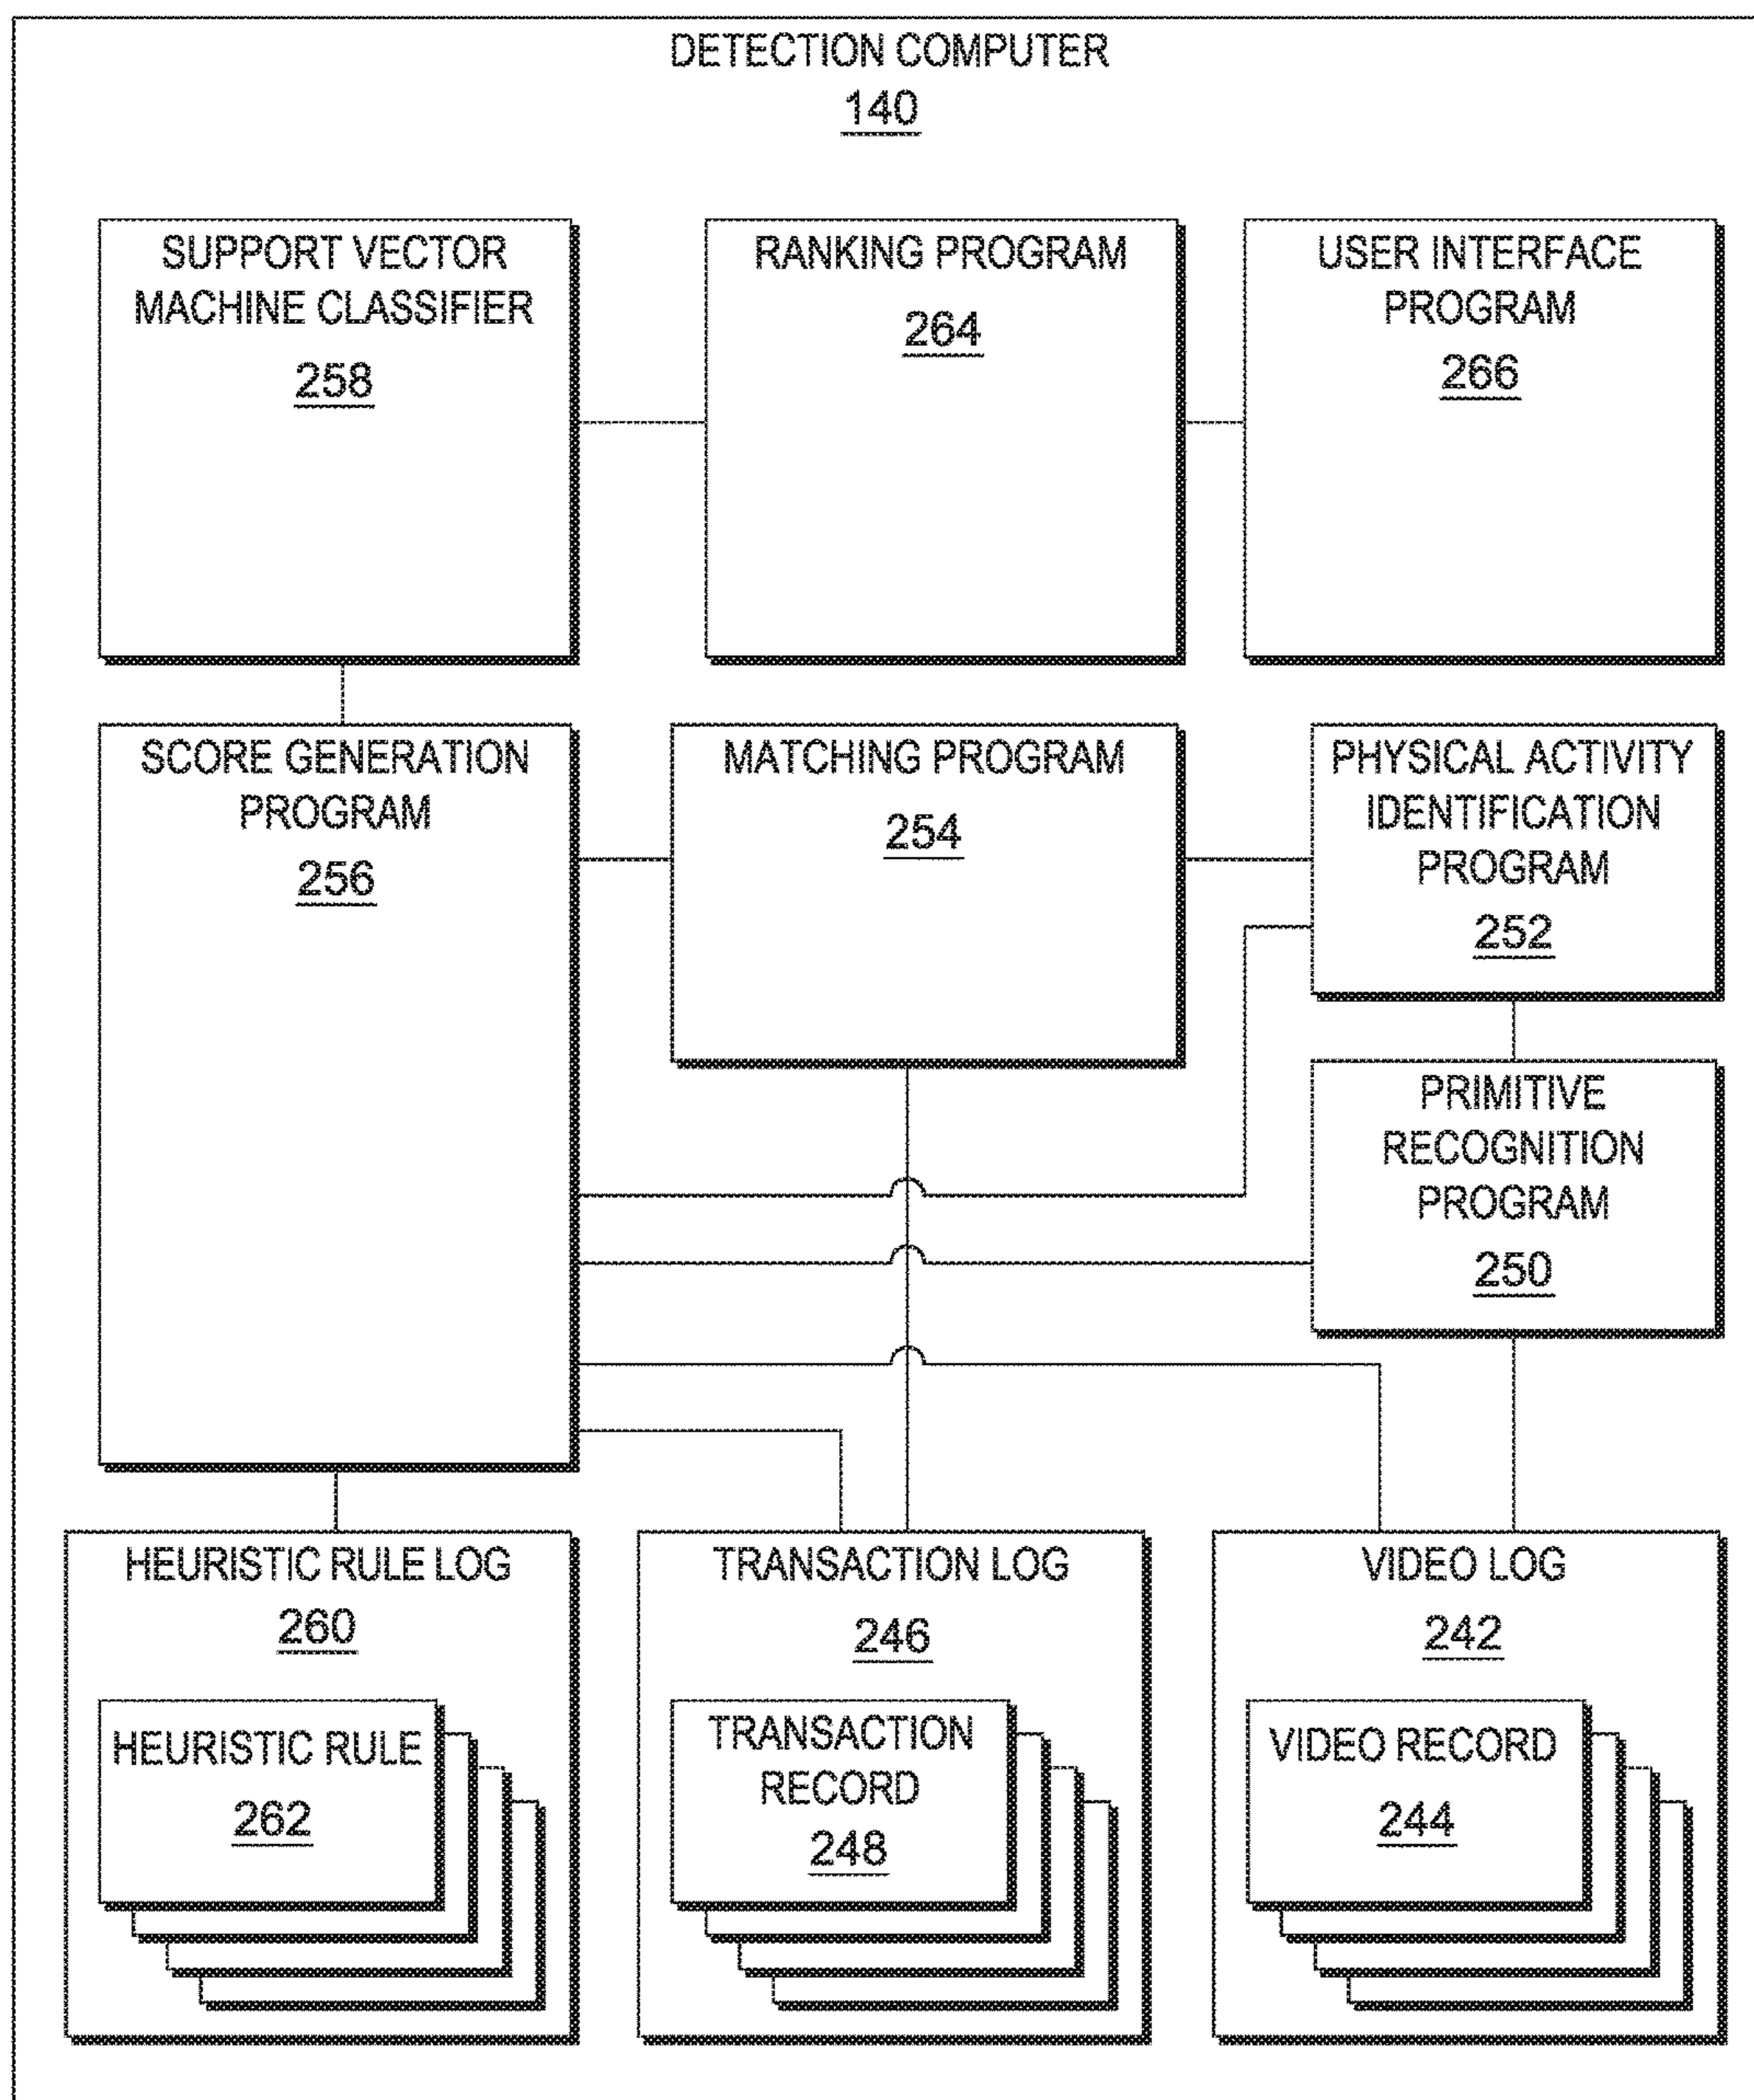 DETECTION COMPUTER
140
SUPPORT VECTOR
MACHINE CLASSIFIER
258
RANKING PROGRAM
264
USER INTERFACE
PROGRAM
266
SCORE GENERATION
PROGRAM
256
MATCHING PROGRAM
254
PHYSICAL ACTIVITY
IDENTIFICATION
PROGRAM
252
PRIMITIVE
RECOGNITION
PROGRAM
250
HEURISTIC RULE LOG
260
HEURISTIC RULE
262
TRANSACTION LOG
246
TRANSACTION
RECORD
248
VIDEO LOG
242
VIDEO RECORD
244